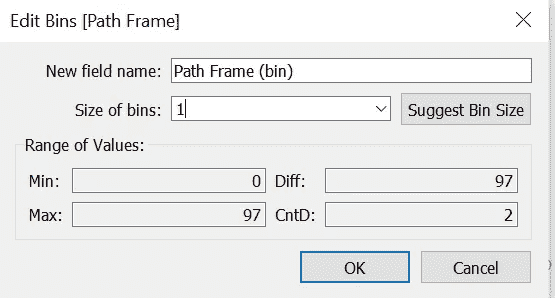 Edit Bins [Path Frame]
New field name: Path Frame (bin)
Size of bins: 1 Suggest Bin Size
Range of Values:
Min: 0 Diff: 97
Max: 97 CntD: 2
OK Cancel